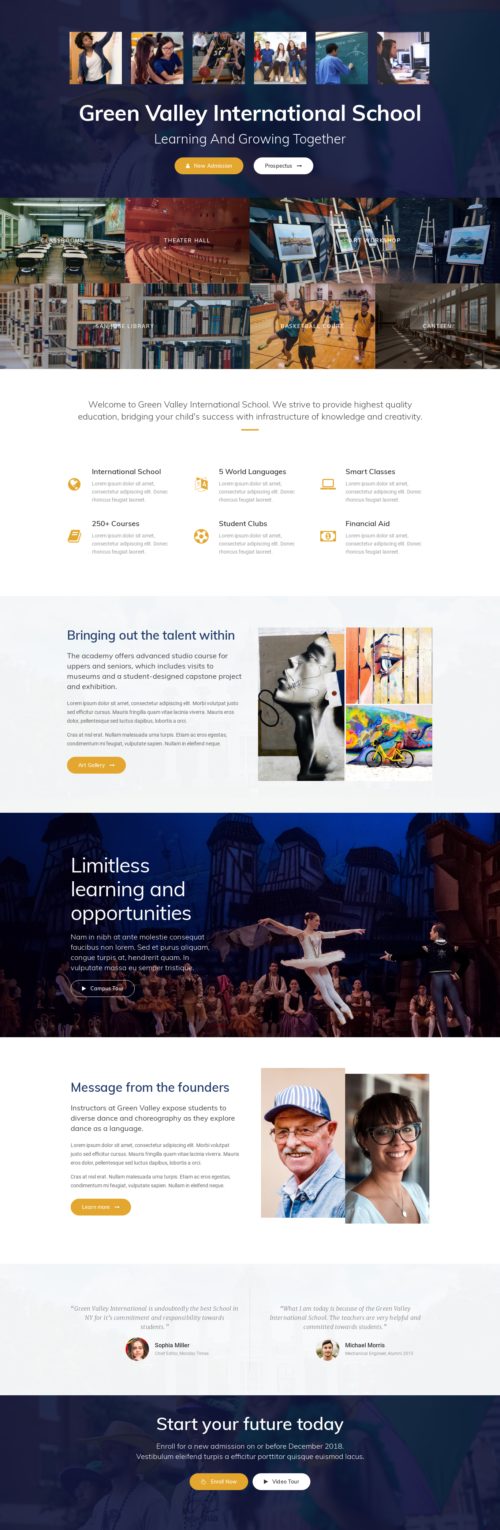 Green Valley International School
Learning And Growing Together
New Admission
Prospectus
CLASSROOMS
THEATER HALL
ART WORKSHOP
SAN JOSE LIBRARY
BASKETBALL COURT
CANTEEN
Welcome to Green Valley International School. We strive to provide highest quality
education, bridging your child's success with infrastructure of knowledge and creativity.
International School
Lorem ipsum dolor sit amet,
consectetur adipiscing elit. Donec
rhoncus feugiat laoreet
5 World Languages
Lorem ipsum dolor sit amet,
consectetur adipiscing elit. Donec
rhoncus feugiat laoreet
Smart Classes
Lorem ipsum dolor sit amet,
consectetur adipiscing elit. Donec
rhoncus feugiat laoreet
250+ Courses
Lorem ipsum dolor sit amet,
consectetur adipiscing elit. Donec
rhoncus feugiat laoreet
Student Clubs
Lorem ipsum dolor sit amet,
consectetur adipiscing elit. Donec
rhoncus feugiat laoreet
Financial Aid
Lorem ipsum dolor sit amet,
consectetur adipiscing elit. Donec
rhoncus feugiat laoreet
Bringing out the talent within
The academy offers advanced studio course for
uppers and seniors, which includes visits to
museums and a student-designed capstone project
and exhibition.
Lorem ipsum dolor sit amet, consectetur adipiscing elit. Morbi volutpat justo
sed efficitur cursus. Mauris fringilla quam vitae lacinia viverra. Mauris eros
dolor, pellentesque sed luctus dapibus, lobortis a orci.
Cras at nisl erat. Nullam malesuada urna turpis. Etiam ac eros egestas,
condimentum mi feugiat, vulputate sapien. Nullam in eleifend neque.
Art Gallery
Limitless
learning and
opportunities
Nam in nibh at ante molestie consequat
faucibus non lorem. Sed et purus aliquam,
congue turpis at, hendrerit quam. In
vulputate massa eu semper tristique.
Campus Tour
Message from the founders
Instructors at Green Valley expose students to
diverse dance and choreography as they explore
dance as a language.
Lorem ipsum dolor sit amet, consectetur adipiscing elit. Morbi volutpat
justo sed efficitur cursus. Mauris fringilla quam vitae lacinia viverra. Mauris
eros dolor, pellentesque sed luctus dapibus, lobortis a orci.
Cras at nisl erat. Nullam malesuada urna turpis. Etiam ac eros egestas,
condimentum mi feugiat, vulputate sapien. Nullam in eleifend neque.
Learn more
"Green Valley International is undoubtedly the best School in
NY for it's commitment and responsibility towards
students."
Sophia Miller
Chief Editor, Monday Times
"What I am today is because of the Green Valley
International School. The teachers are very helpful and
committed towards students."
Michael Morris
Mechanical Engineer, Alumni 2013
Start your future today
Enroll for a new admission on or before December 2018.
Vestibulum eleifend turpis a efficitur porttitor quisque euismod lacus.
Enroll Now
Video Tour